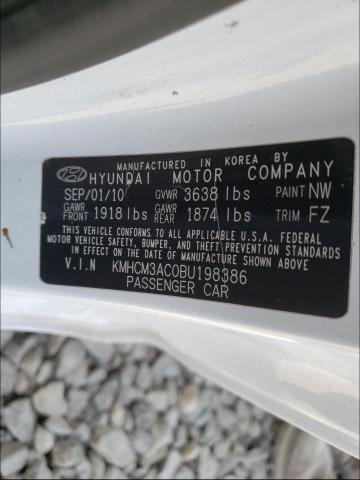 MANUFACTURED IN KOREA BY
HYUNDAI MOTOR COMPANY
SEP/01/10 GVWR 3638 lbs PAINT NW
GAWR FRONT 1918 lbs GAWR REAR 1874 lbs TRIM FZ
THIS VEHICLE CONFORMS TO ALL APPLICABLE U.S.A. FEDERAL
MOTOR VEHICLE SAFETY, BUMPER, AND THEFT PREVENTION STANDARDS
IN EFFECT ON THE DATE OF MANUFACTURE SHOWN ABOVE.
V.I.N KMHCM3AC0BU198386
PASSENGER CAR